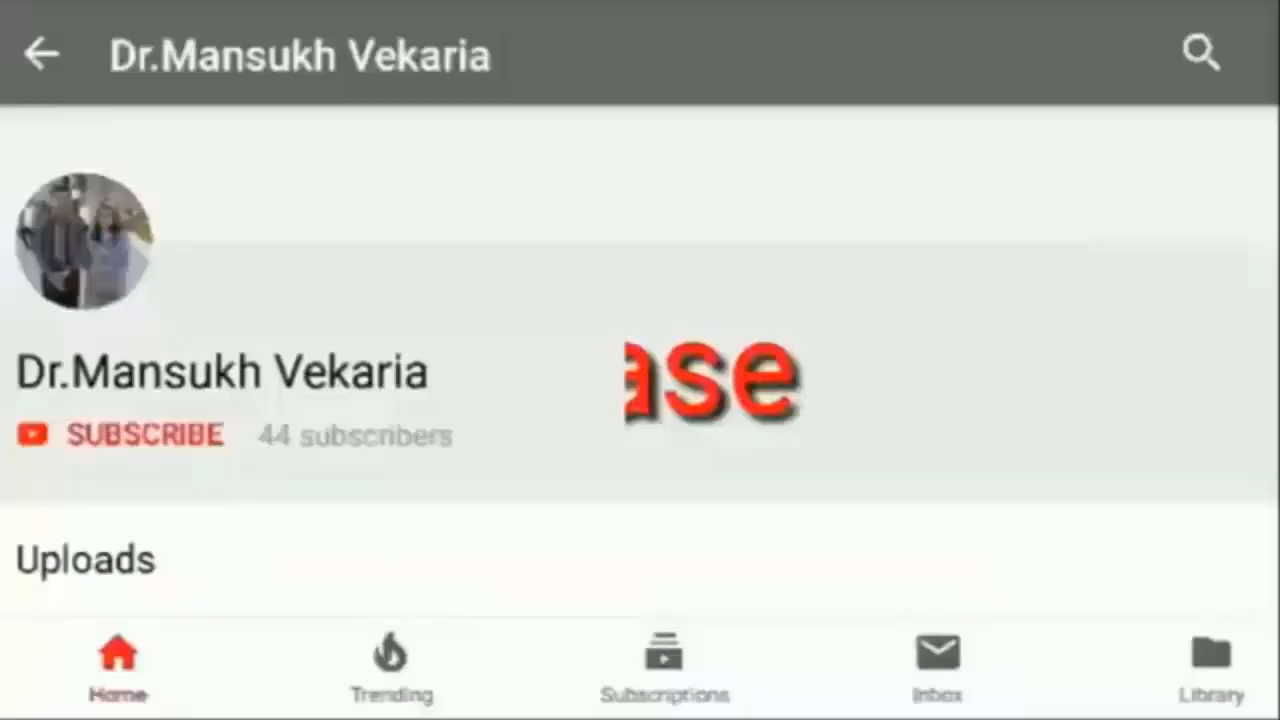 Dr.Mansukh Vekaria
Dr.Mansukh Vekaria
ase
SUBSCRIBE 44 subscribers
Uploads
Home Trending Subscriptions Inbox Library